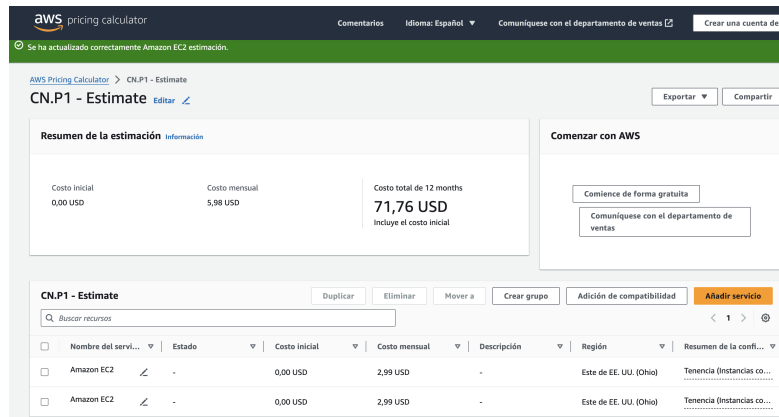 aws pricing calculator
Comentarios Idioma: Español Comuníquese con el departamento de ventas Crear una cuenta de
Se ha actualizado correctamente Amazon EC2 estimación.
AWS Pricing Calculator > CN.P1 - Estimate
CN.P1 - Estimate Editar
Exportar Compartir
Resumen de la estimación Información
Comenzar con AWS
Costo inicial Costo mensual Costo total de 12 months
0,00 USD 5,98 USD 71,76 USD
Incluye el costo inicial
Comience de forma gratuita
Comuníquese con el departamento de
ventas
CN.P1 - Estimate Duplicar Eliminar Mover a Crear grupo Adición de compatibilidad Añadir servicio
Buscar recursos < 1 >
Nombre del servi... Estado Costo inicial Costo mensual Descripción Región Resumen de la confi...
Amazon EC2 - 0,00 USD 2,99 USD - Este de EE. UU. (Ohio) Tenencia (Instancias co...
Amazon EC2 - 0,00 USD 2,99 USD - Este de EE. UU. (Ohio) Tenencia (Instancias co...